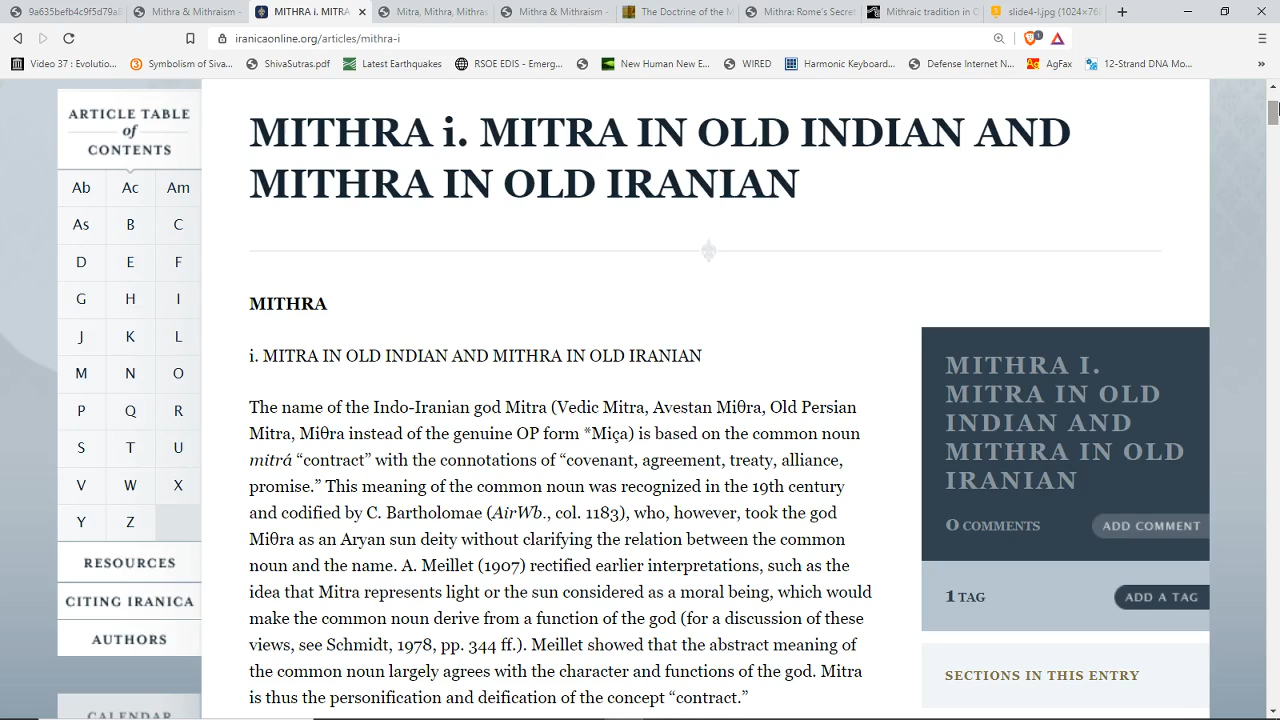 9a635befb4c9f5d79a8
Mithra & Mithraism -
MITHRA i. MITRA
Mitra, Mithra, Mithras
Mithra & Mithraism -
The Doctrine of the M
Mithra: Rome's Secret
Mithraic tradition in C
slide4-l.jpg (1024×768
iranicaonline.org/articles/mithra-i
Video 37 : Evolutio...
Symbolism of Siva...
ShivaSutras.pdf
Latest Earthquakes
RSOE EDIS - Emerg...
New Human New E...
WIRED
Harmonic Keyboard...
Defense Internet N...
AgFax
12-Strand DNA Mo...
ARTICLE TABLE
of
CONTENTS
Ab Ac Am
As B C
D E F
G H I
J K L
M N O
P Q R
S T U
V W X
Y Z
RESOURCES
CITING IRANICA
AUTHORS
CALENDAR
MITHRA i. MITRA IN OLD INDIAN AND
MITHRA IN OLD IRANIAN
MITHRA
i. MITRA IN OLD INDIAN AND MITHRA IN OLD IRANIAN
The name of the Indo-Iranian god Mitra (Vedic Mitra, Avestan Miθra, Old Persian
Mitra, Miθra instead of the genuine OP form *Miça) is based on the common noun
mitrá “contract” with the connotations of “covenant, agreement, treaty, alliance,
promise.” This meaning of the common noun was recognized in the 19th century
and codified by C. Bartholomae (AirWb., col. 1183), who, however, took the god
Miθra as an Aryan sun deity without clarifying the relation between the common
noun and the name. A. Meillet (1907) rectified earlier interpretations, such as the
idea that Mitra represents light or the sun considered as a moral being, which would
make the common noun derive from a function of the god (for a discussion of these
views, see Schmidt, 1978, pp. 344 ff.). Meillet showed that the abstract meaning of
the common noun largely agrees with the character and functions of the god. Mitra
is thus the personification and deification of the concept “contract.”
MITHRA I.
MITRA IN OLD
INDIAN AND
MITHRA IN OLD
IRANIAN
0 COMMENTS
ADD COMMENT
1 TAG
ADD A TAG
SECTIONS IN THIS ENTRY